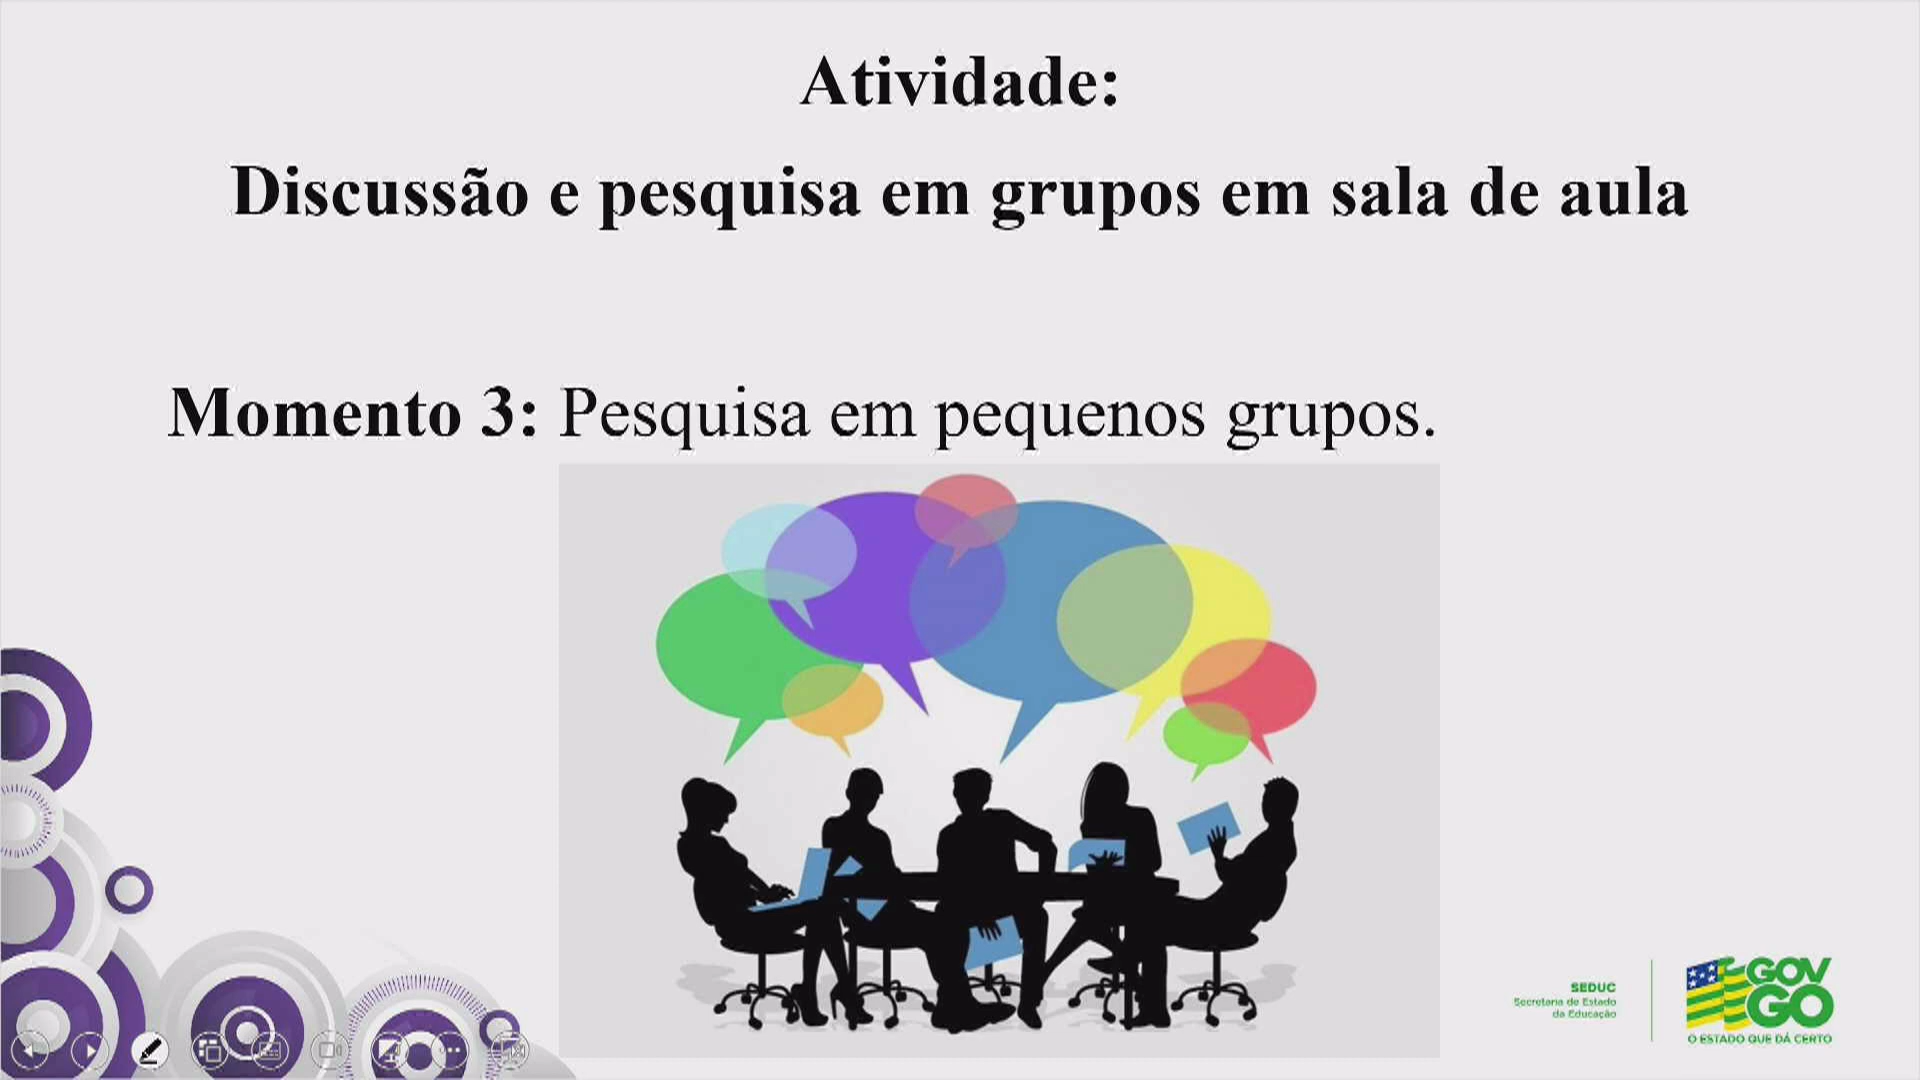 Atividade:
Discussão e pesquisa em grupos em sala de aula
Momento 3: Pesquisa em pequenos grupos.
SEDUC
Secretaria de Estado
da Educação
GOV
GO
O ESTADO QUE DÁ CERTO